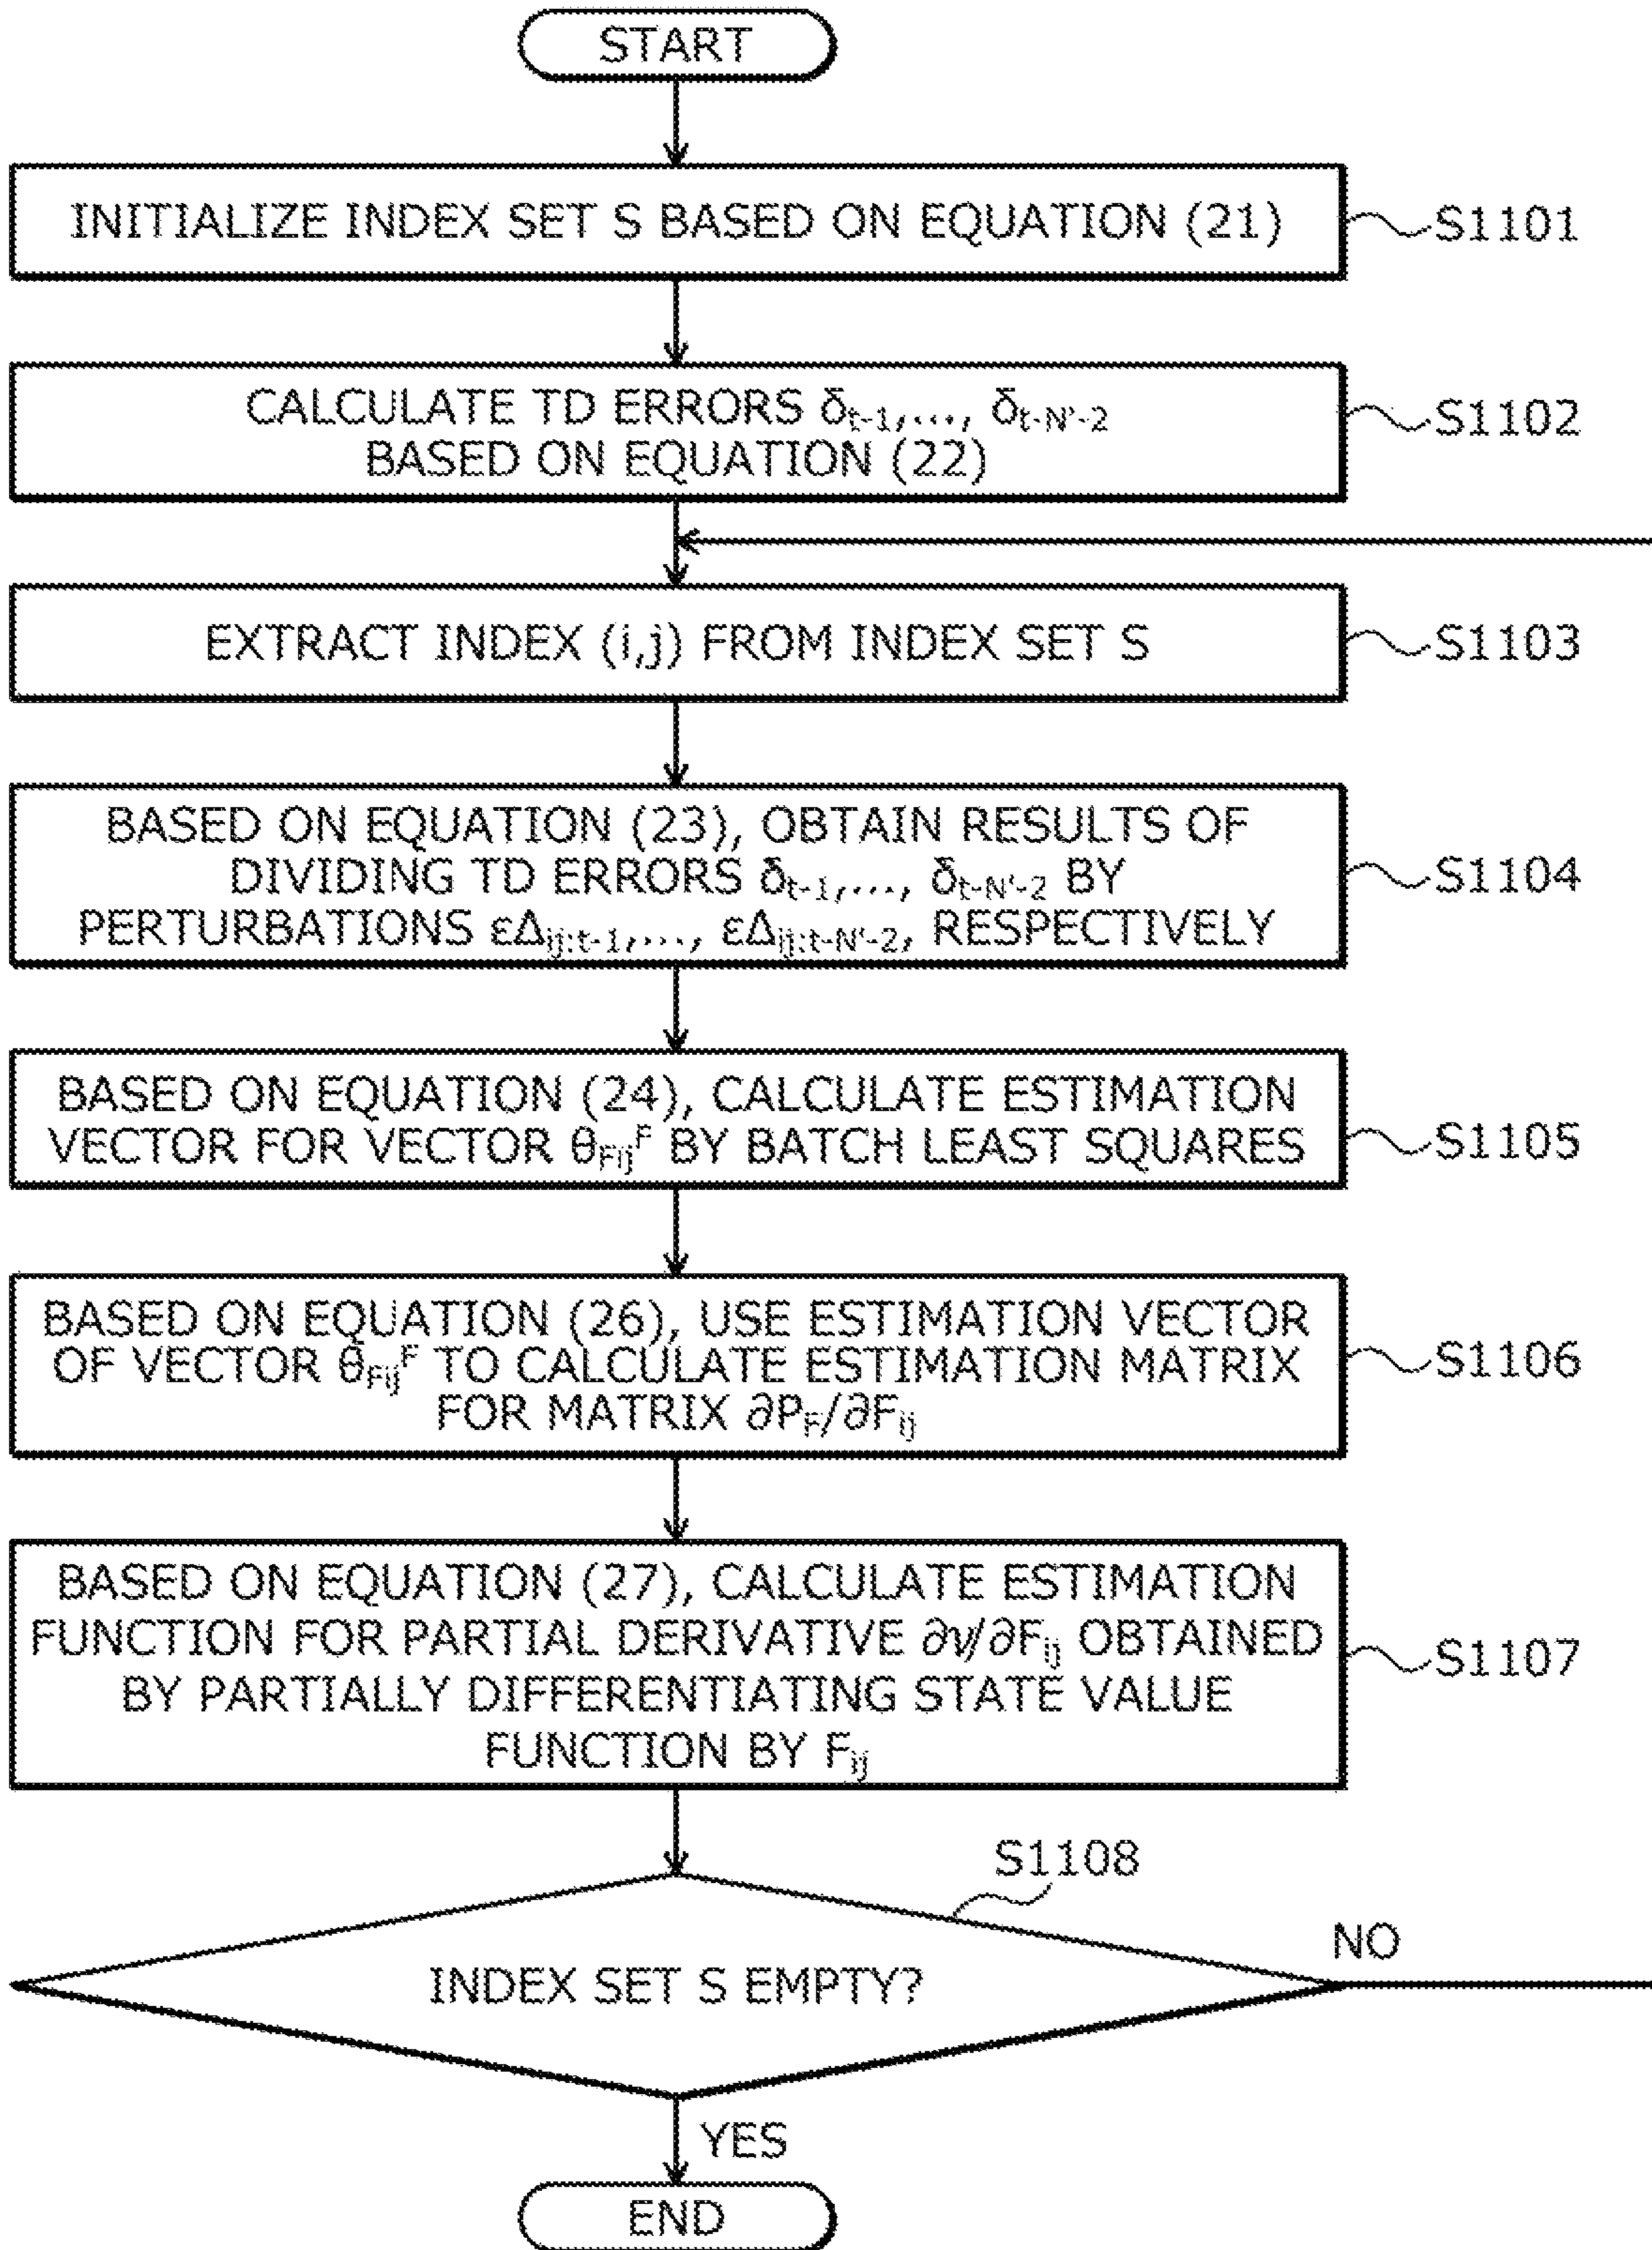 START
INITIALIZE INDEX SET S BASED ON EQUATION (21)
S1101
CALCULATE TD ERRORS δt-1,..., δt-N'-2
BASED ON EQUATION (22)
S1102
EXTRACT INDEX (i,j) FROM INDEX SET S
S1103
BASED ON EQUATION (23), OBTAIN RESULTS OF
DIVIDING TD ERRORS δt-1,..., δt-N'-2 BY
PERTURBATIONS εΔij:t-1,..., εΔij:t-N'-2, RESPECTIVELY
S1104
BASED ON EQUATION (24), CALCULATE ESTIMATION
VECTOR FOR VECTOR θFijF BY BATCH LEAST SQUARES
S1105
BASED ON EQUATION (26), USE ESTIMATION VECTOR
OF VECTOR θFijF TO CALCULATE ESTIMATION MATRIX
FOR MATRIX ∂PF/∂Fij
S1106
BASED ON EQUATION (27), CALCULATE ESTIMATION
FUNCTION FOR PARTIAL DERIVATIVE ∂v/∂Fij OBTAINED
BY PARTIALLY DIFFERENTIATING STATE VALUE
FUNCTION BY Fij
S1107
S1108
INDEX SET S EMPTY?
NO
YES
END